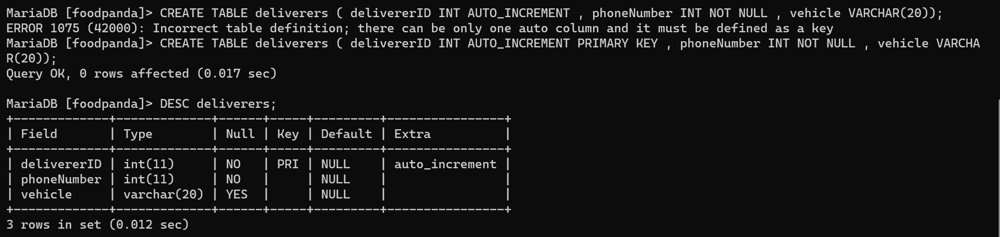 MariaDB [foodpanda]> CREATE TABLE deliverers ( delivererID INT AUTO_INCREMENT , phoneNumber INT NOT NULL , vehicle VARCHAR(20));
ERROR 1075 (42000): Incorrect table definition; there can be only one auto column and it must be defined as a key
MariaDB [foodpanda]> CREATE TABLE deliverers ( delivererID INT AUTO_INCREMENT PRIMARY KEY , phoneNumber INT NOT NULL , vehicle VARCHA
R(20));
Query OK, 0 rows affected (0.017 sec)

MariaDB [foodpanda]> DESC deliverers;
+-------------+-------------+------+-----+---------+----------------+
| Field       | Type        | Null | Key | Default | Extra          |
+-------------+-------------+------+-----+---------+----------------+
| delivererID | int(11)     | NO   | PRI | NULL    | auto_increment |
| phoneNumber | int(11)     | NO   |     | NULL    |                |
| vehicle     | varchar(20) | YES  |     | NULL    |                |
+-------------+-------------+------+-----+---------+----------------+
3 rows in set (0.012 sec)